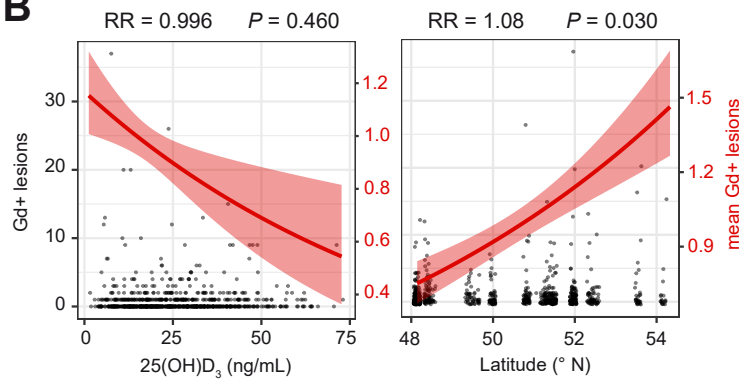 B
RR = 0.996 P = 0.460 RR = 1.08 P = 0.030
Gd+ lesions
30
20
10
0
0 25 50 75
25(OH)D₃ (ng/mL)
1.2
1.0
0.8
0.6
0.4
48 50 52 54
Latitude (° N)
1.5
1.2
0.9
mean Gd+ lesions